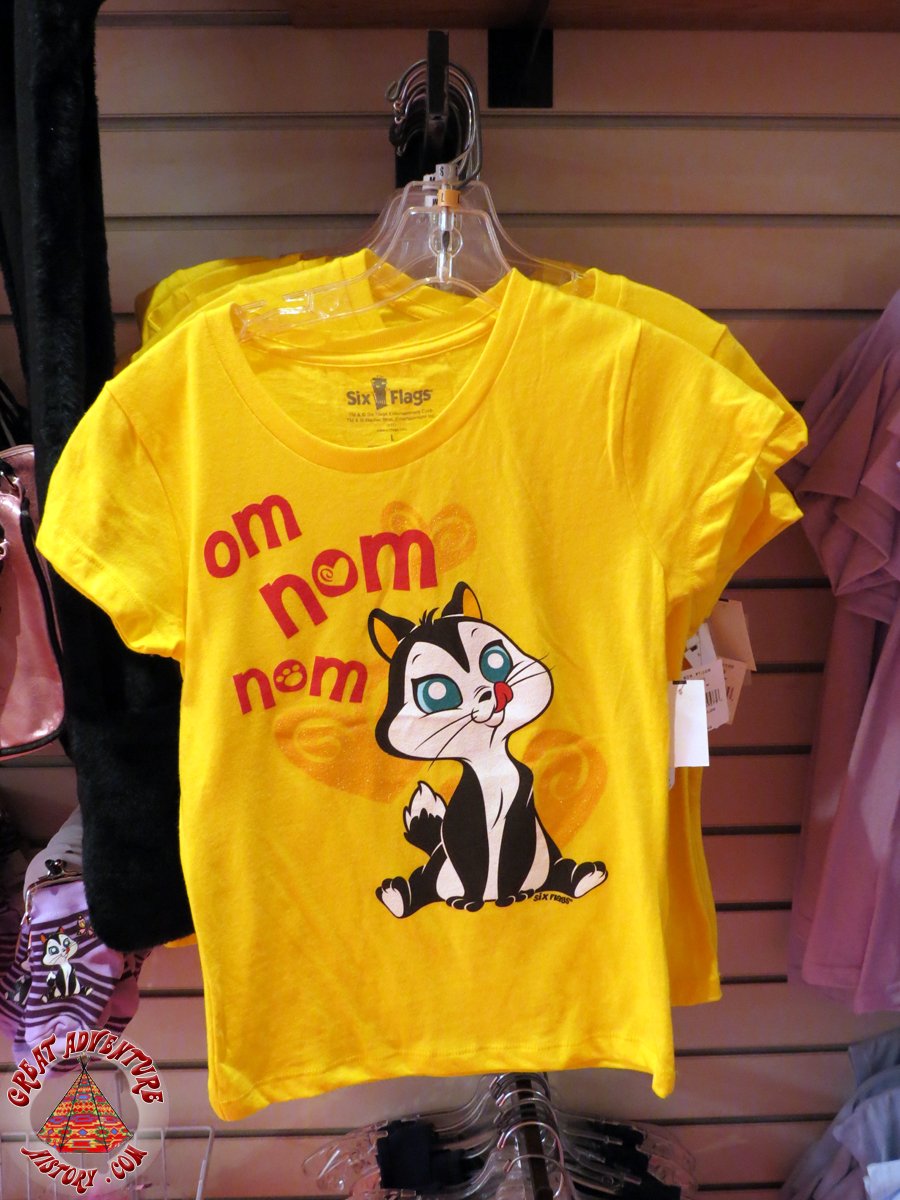 S
M
L
M
Six Flags
L
om
nom
nom
six flags
GREAT ADVENTURE
HISTORY.COM